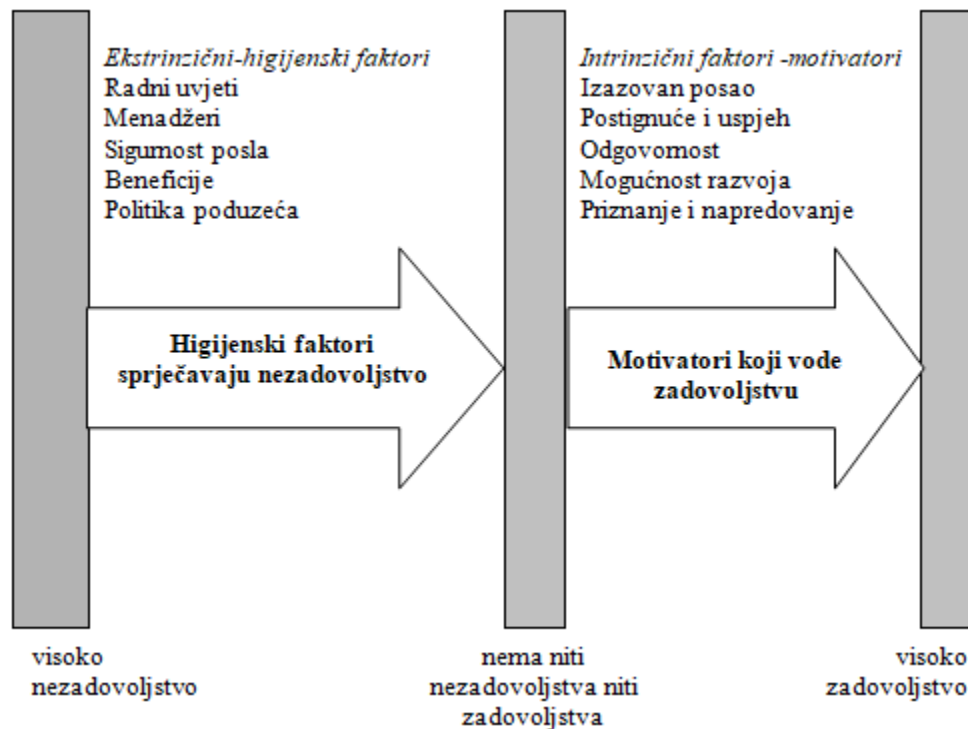 Ekstrinzični-higijenski faktori
Radni uvjeti
Menadžeri
Sigurnost posla
Beneficije
Politika poduzeća
Intrinzični faktori -motivatori
Izazovan posao
Postignuće i uspjeh
Odgovornost
Mogućnost razvoja
Priznanje i napredovanje
Higijenski faktori
sprječavaju nezadovoljstvo
Motivatori koji vode
zadovoljstvu
visoko
nezadovoljstvo
nema niti
nezadovoljstva niti
zadovoljstva
visoko
zadovoljstvo